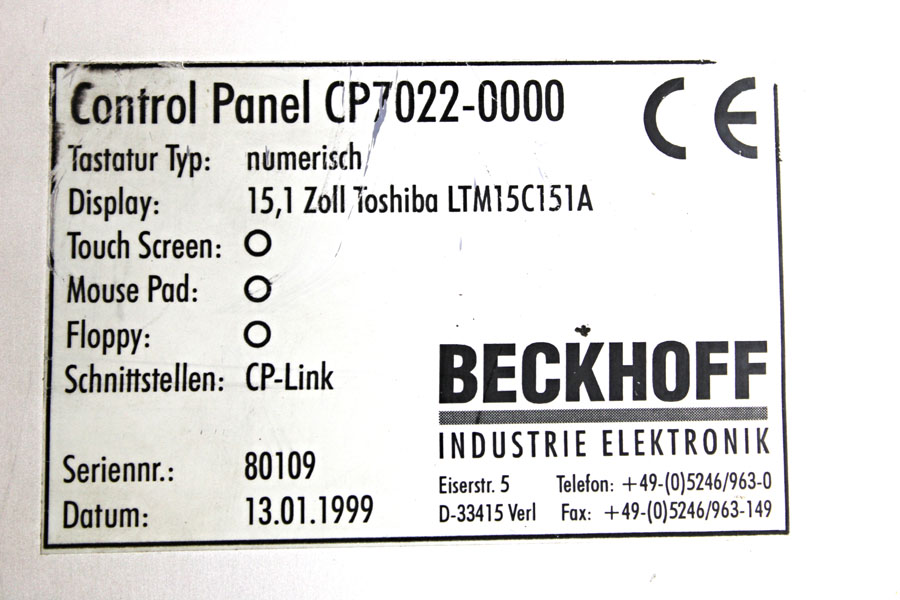 Control Panel CP7022-0000
CE
Tastatur Typ: numerisch
Display: 15,1 Zoll Toshiba LTM15C151A
Touch Screen: O
Mouse Pad: O
Floppy: O
Schnittstellen: CP-Link
BECKHOFF
INDUSTRIE ELEKTRONIK
Seriennr.: 80109
Datum: 13.01.1999
Eiserstr. 5 Telefon: +49-(0)5246/963-0
D-33415 Verl Fax: +49-(0)5246/963-149